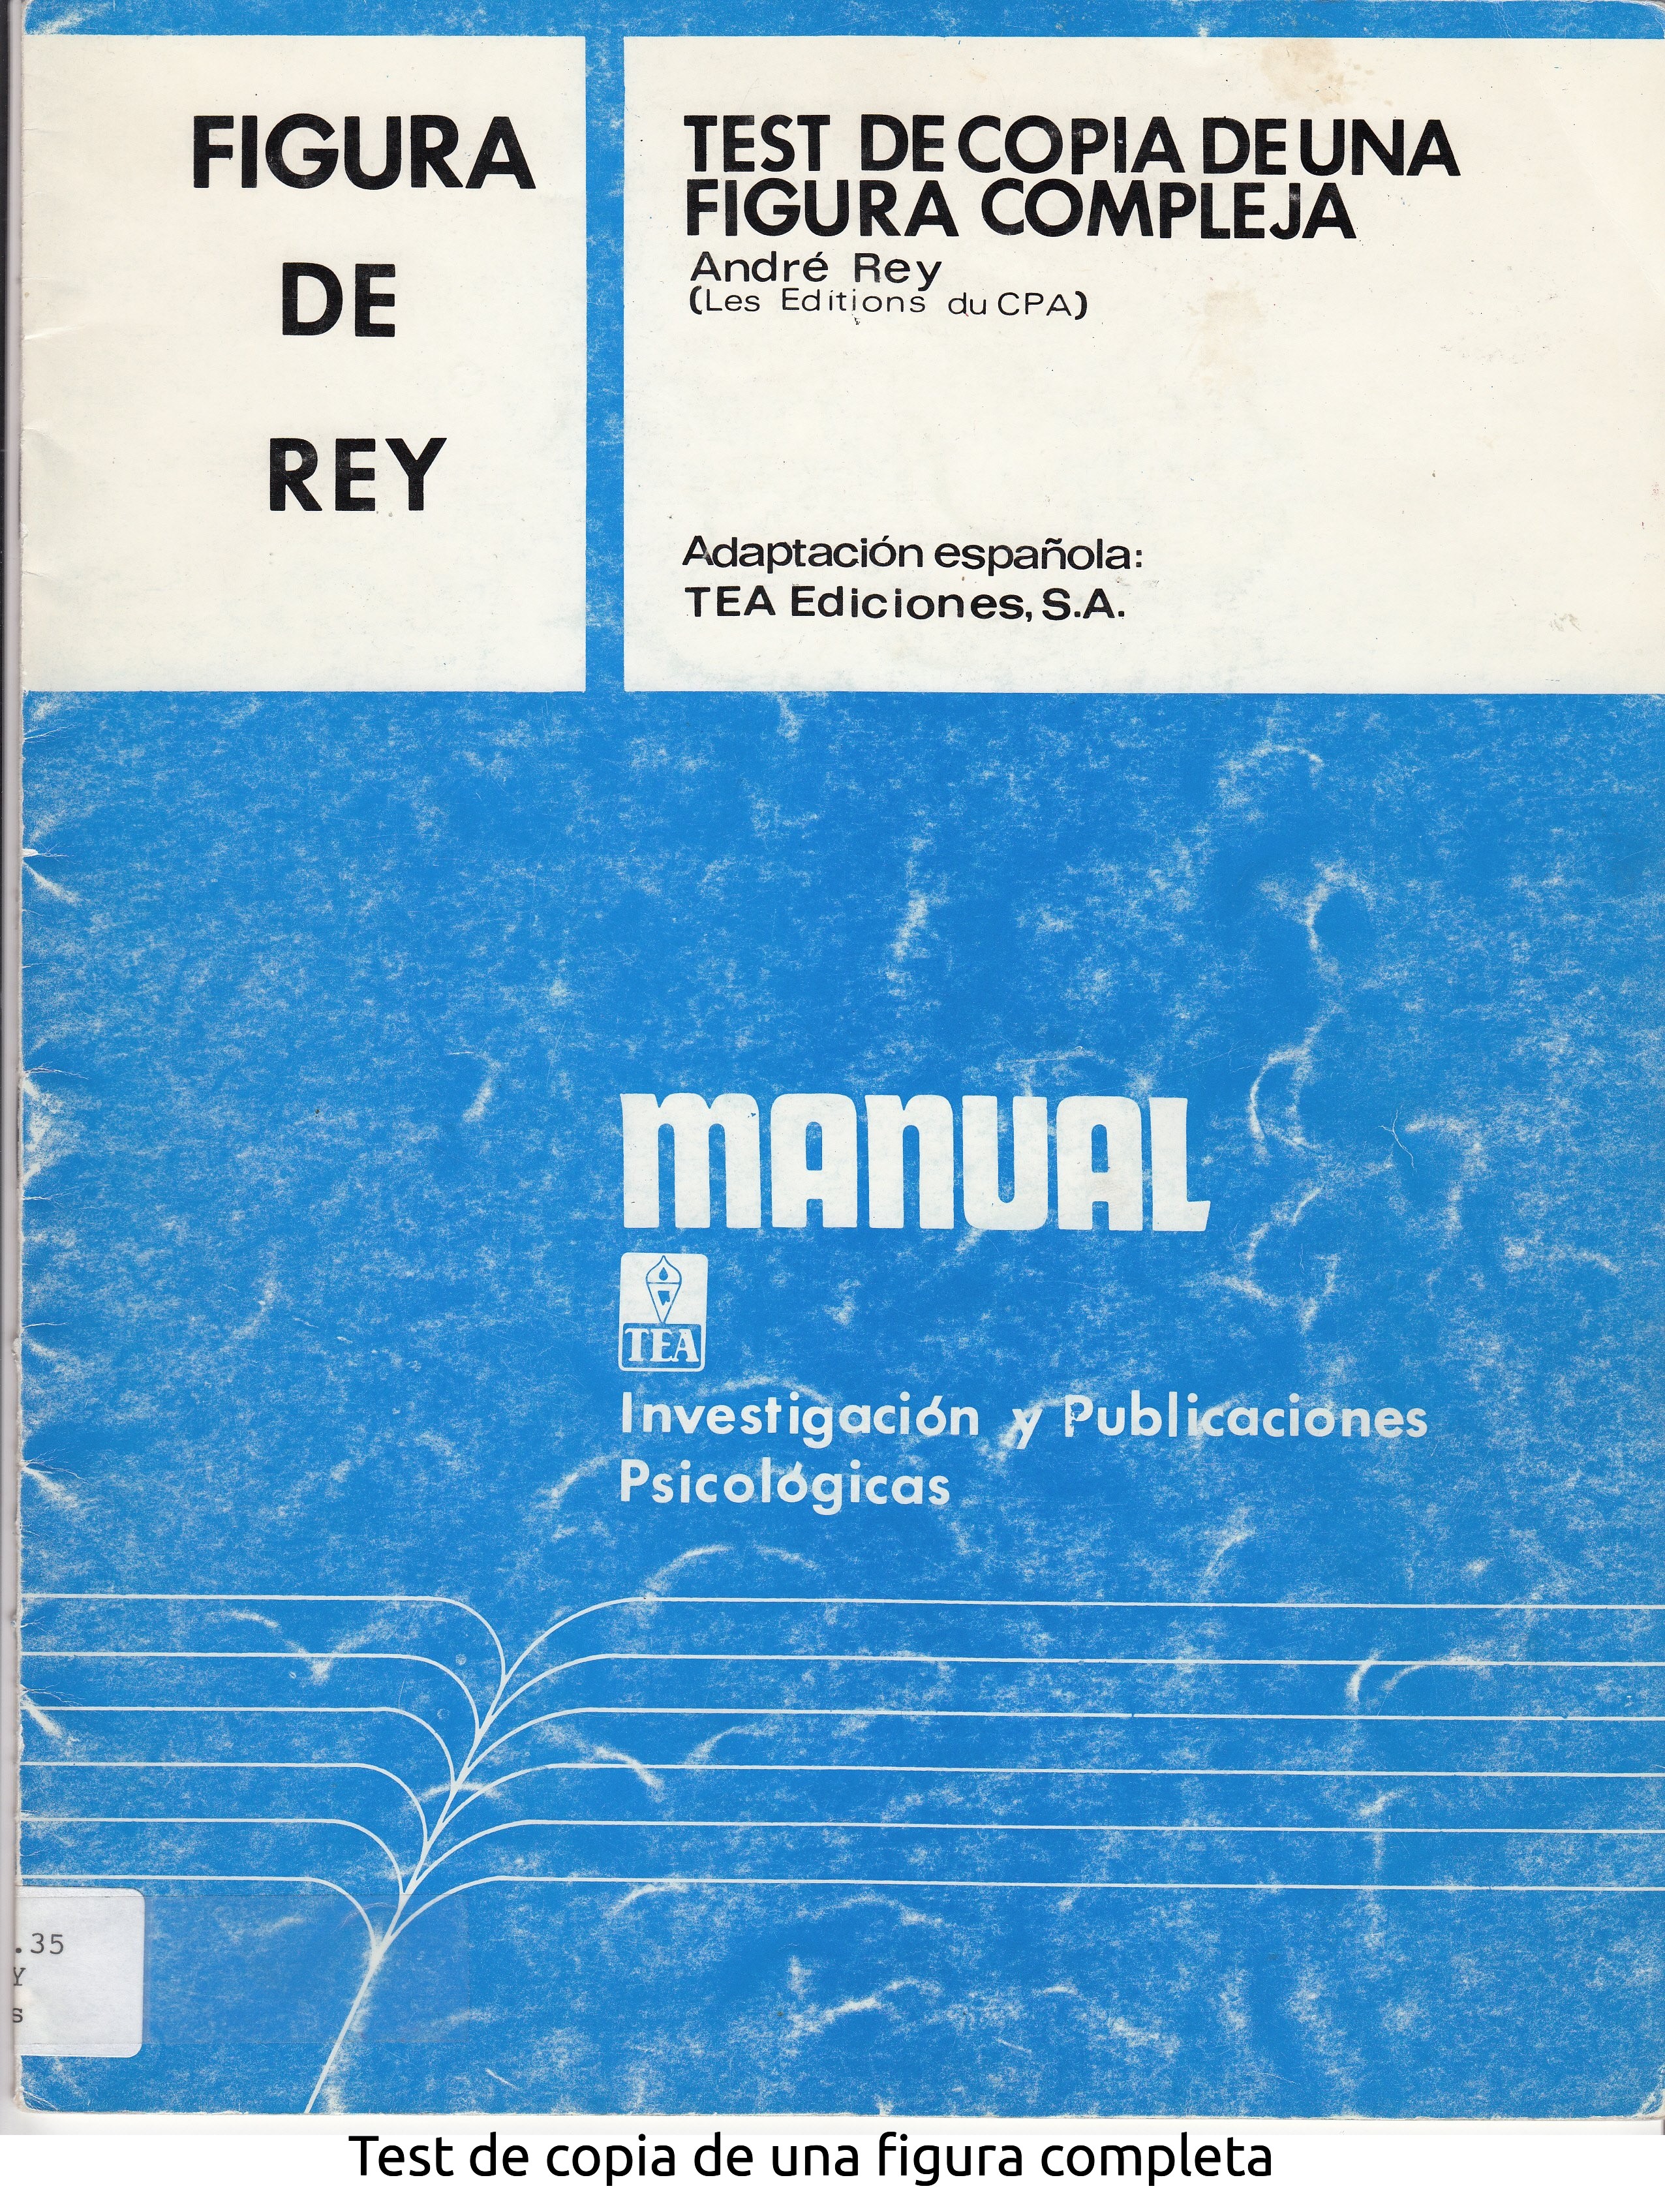 FIGURA
DE
REY
TEST DE COPIA DE UNA
FIGURA COMPLEJA
André Rey
(Les Editions du CPA)
Adaptación española:
TEA Ediciones, S.A.
MANUAL
TEA
Investigación y Publicaciones
Psicológicas
.35
Y
s
Test de copia de una figura completa